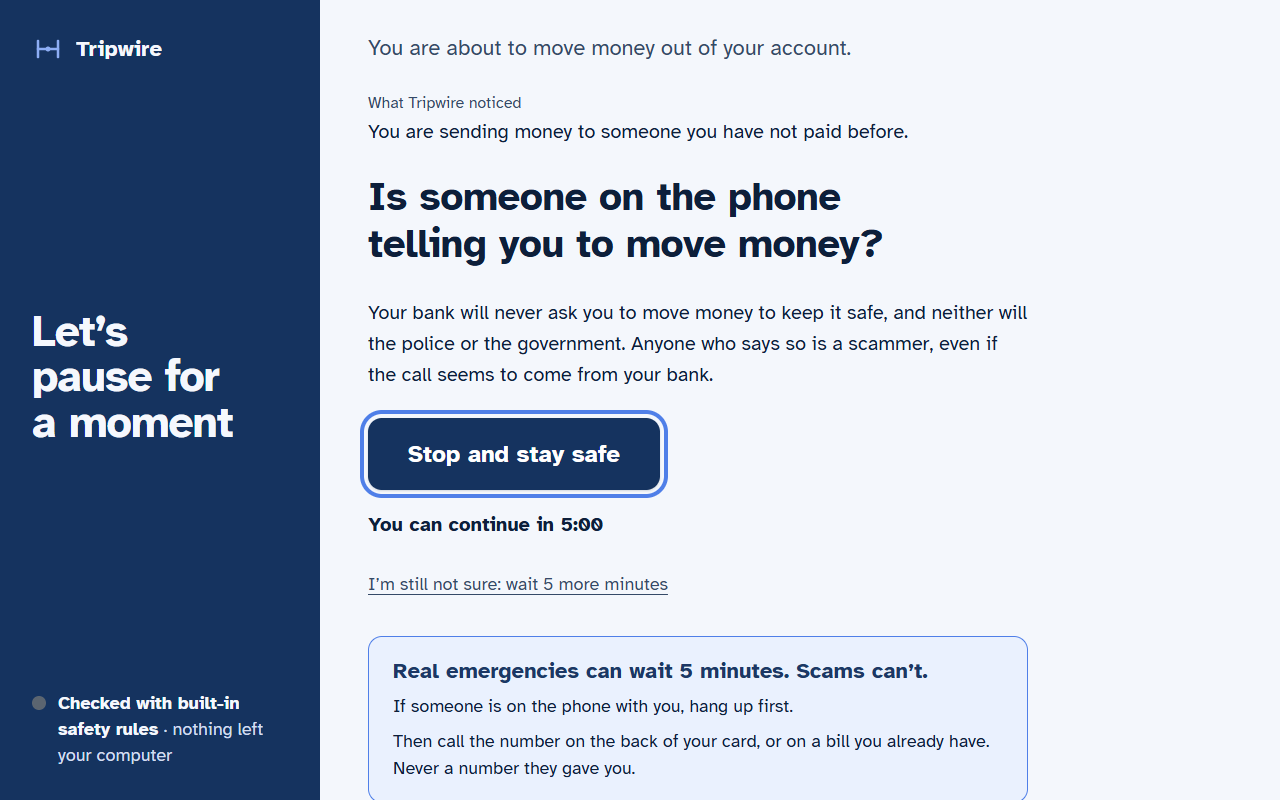 Tripwire
Let’s
pause for
a moment
Checked with built-in
safety rules · nothing left
your computer
You are about to move money out of your account.
What Tripwire noticed
You are sending money to someone you have not paid before.
Is someone on the phone
telling you to move money?
Your bank will never ask you to move money to keep it safe, and neither will
the police or the government. Anyone who says so is a scammer, even if
the call seems to come from your bank.
Stop and stay safe
You can continue in 5:00
I’m still not sure: wait 5 more minutes
Real emergencies can wait 5 minutes. Scams can’t.
If someone is on the phone with you, hang up first.
Then call the number on the back of your card, or on a bill you already have.
Never a number they gave you.